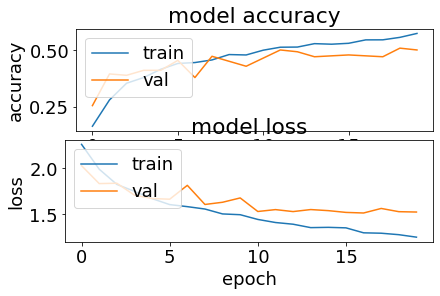 model accuracy
accuracy
0.50
0.25
train
val
model loss
loss
2.0
1.5
train
val
0 5 10 15
epoch